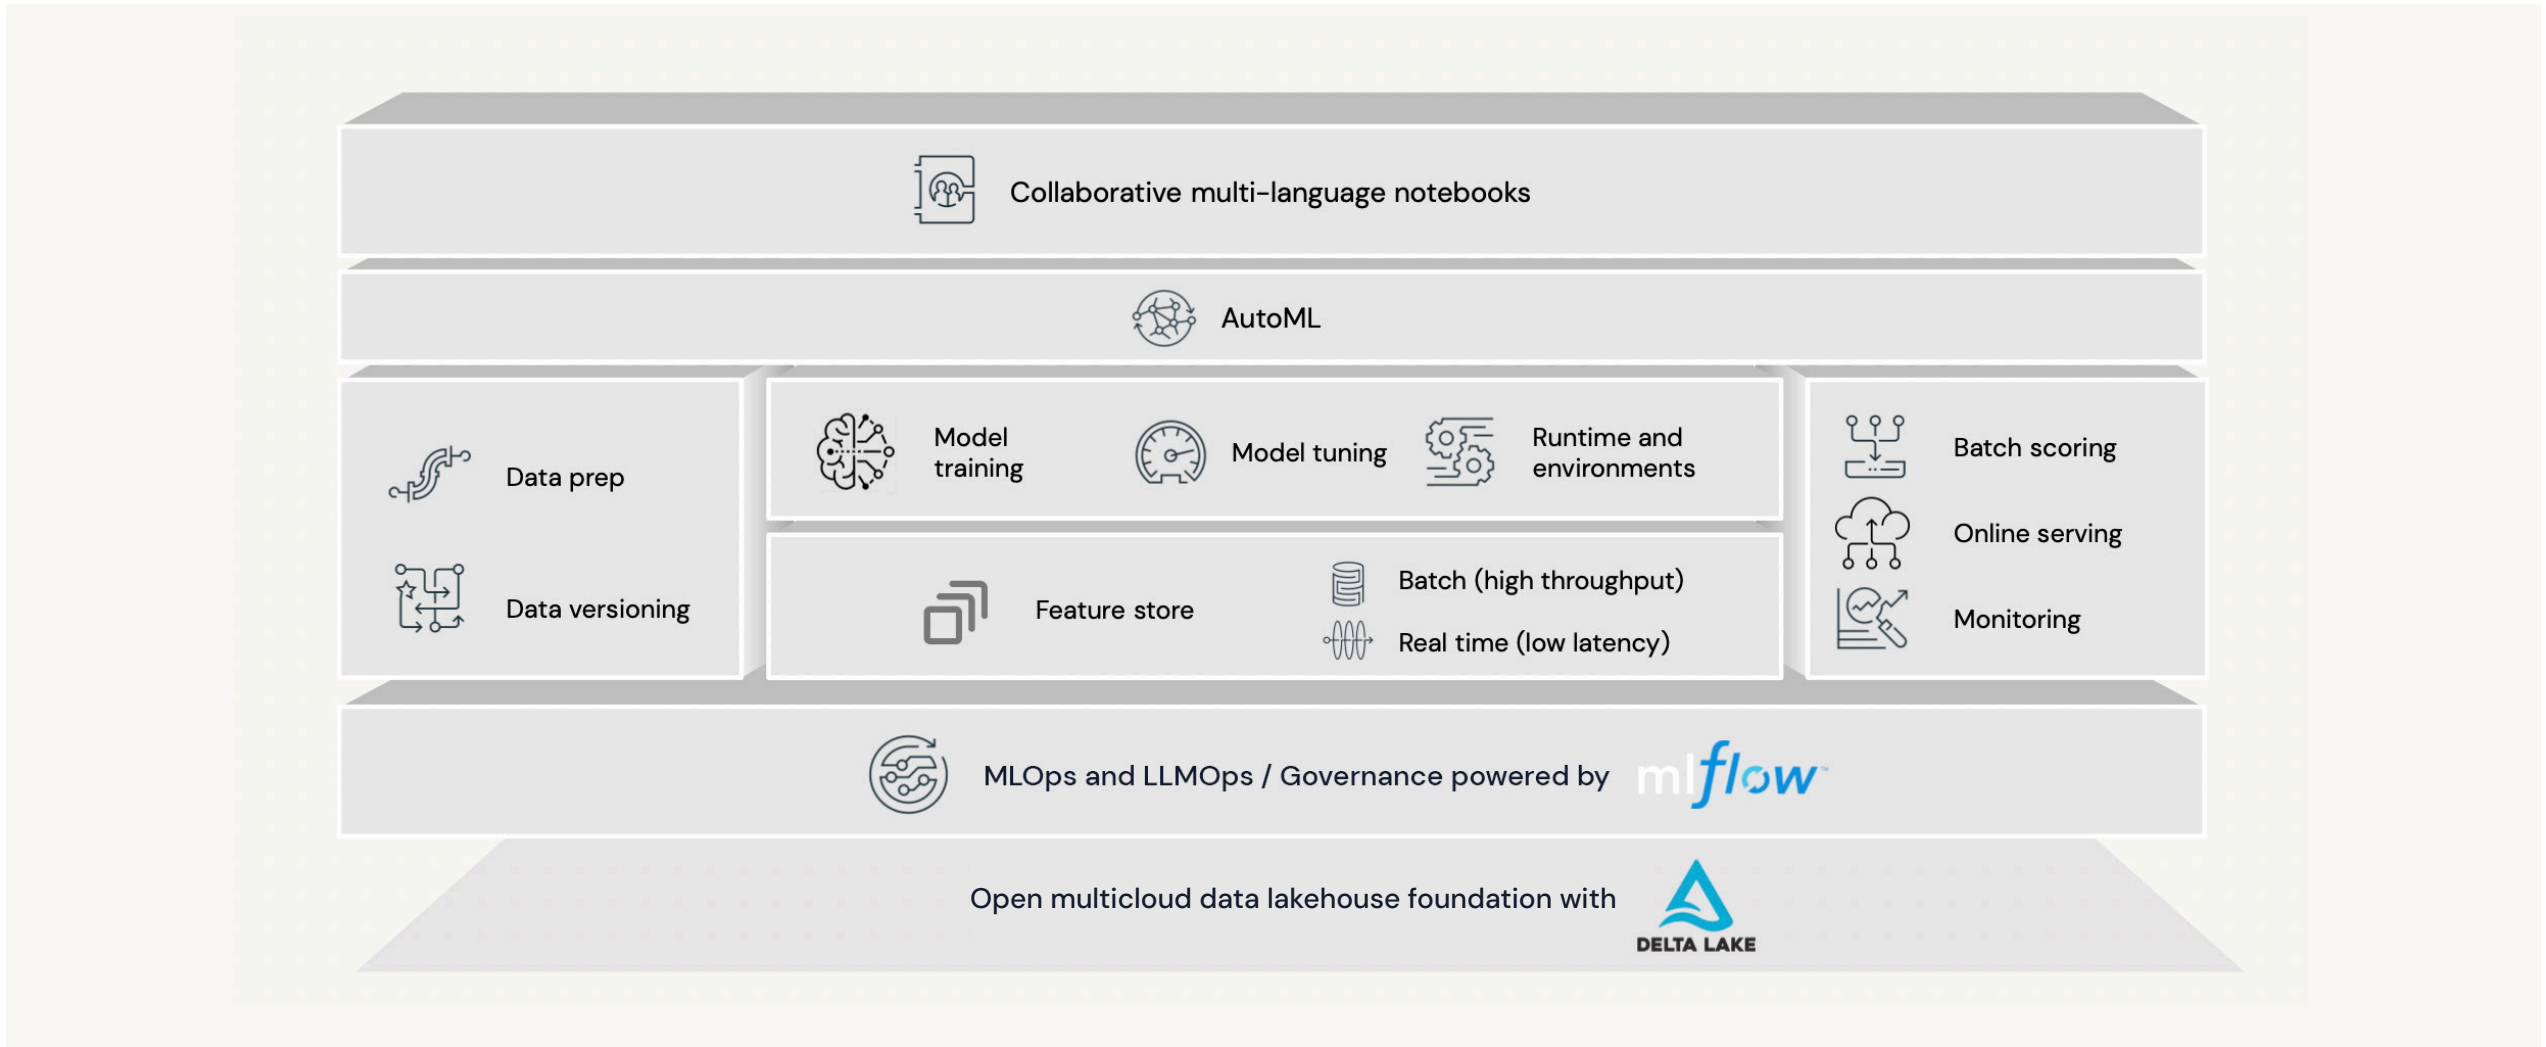 Collaborative multi-language notebooks
AutoML
Data prep
Data versioning
Model
training
Model tuning
Runtime and
environments
Feature store
Batch (high throughput)
Real time (low latency)
Batch scoring
Online serving
Monitoring
MLOps and LLMOps / Governance powered by mlflow™
Open multicloud data lakehouse foundation with
DELTA LAKE